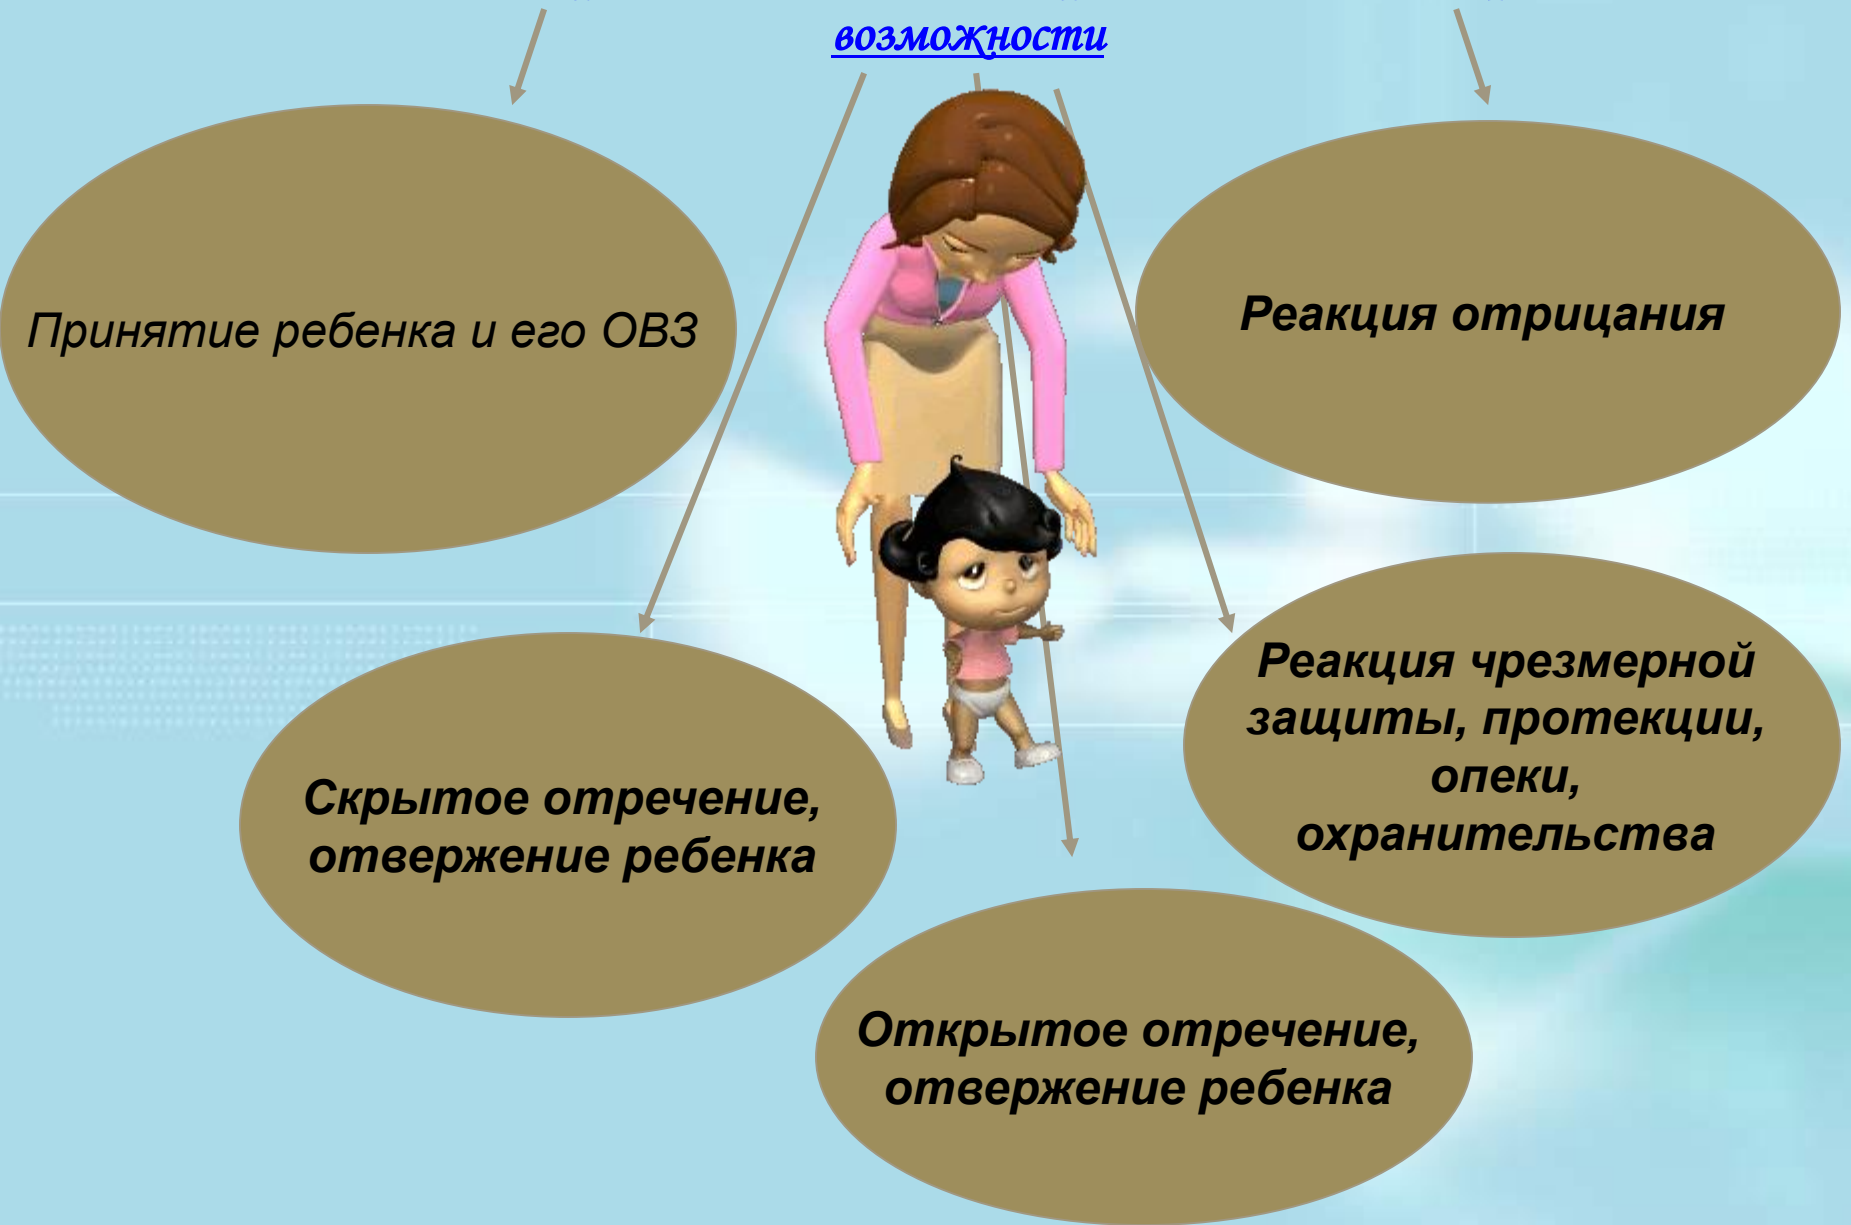 возможности
Принятие ребенка и его ОВЗ
Реакция отрицания
Скрытое отречение,
отвержение ребенка
Реакция чрезмерной
защиты, протекции,
опеки,
охранительства
Открытое отречение,
отвержение ребенка